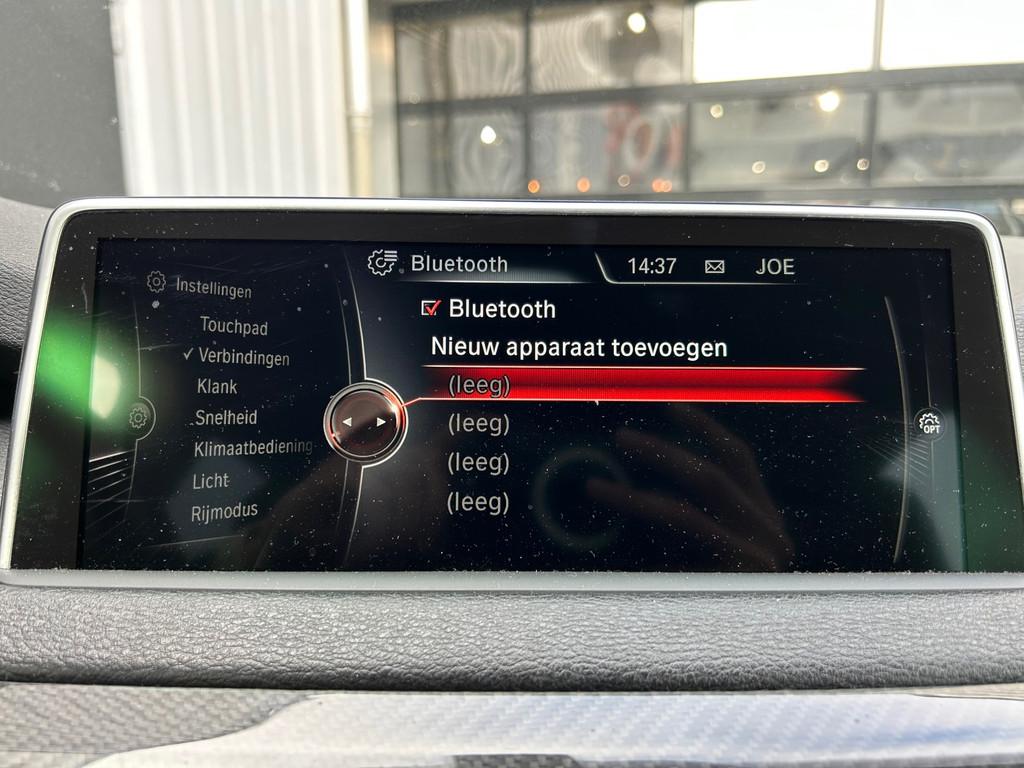 Bluetooth
14:37 JOE
Instellingen
Touchpad
Verbindingen
Klank
Snelheid
Klimaatbediening
Licht
Rijmodus
Bluetooth
Nieuw apparaat toevoegen
(leeg)
(leeg)
(leeg)
(leeg)
OPT